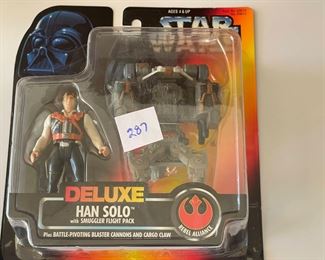 AGES 4 & UP
STAR
WARS
287
DELUXE
HAN SOLO™
with SMUGGLER FLIGHT PACK
Plus BATTLE-PIVOTING BLASTER CANNONS AND CARGO CLAW
REBEL ALLIANCE